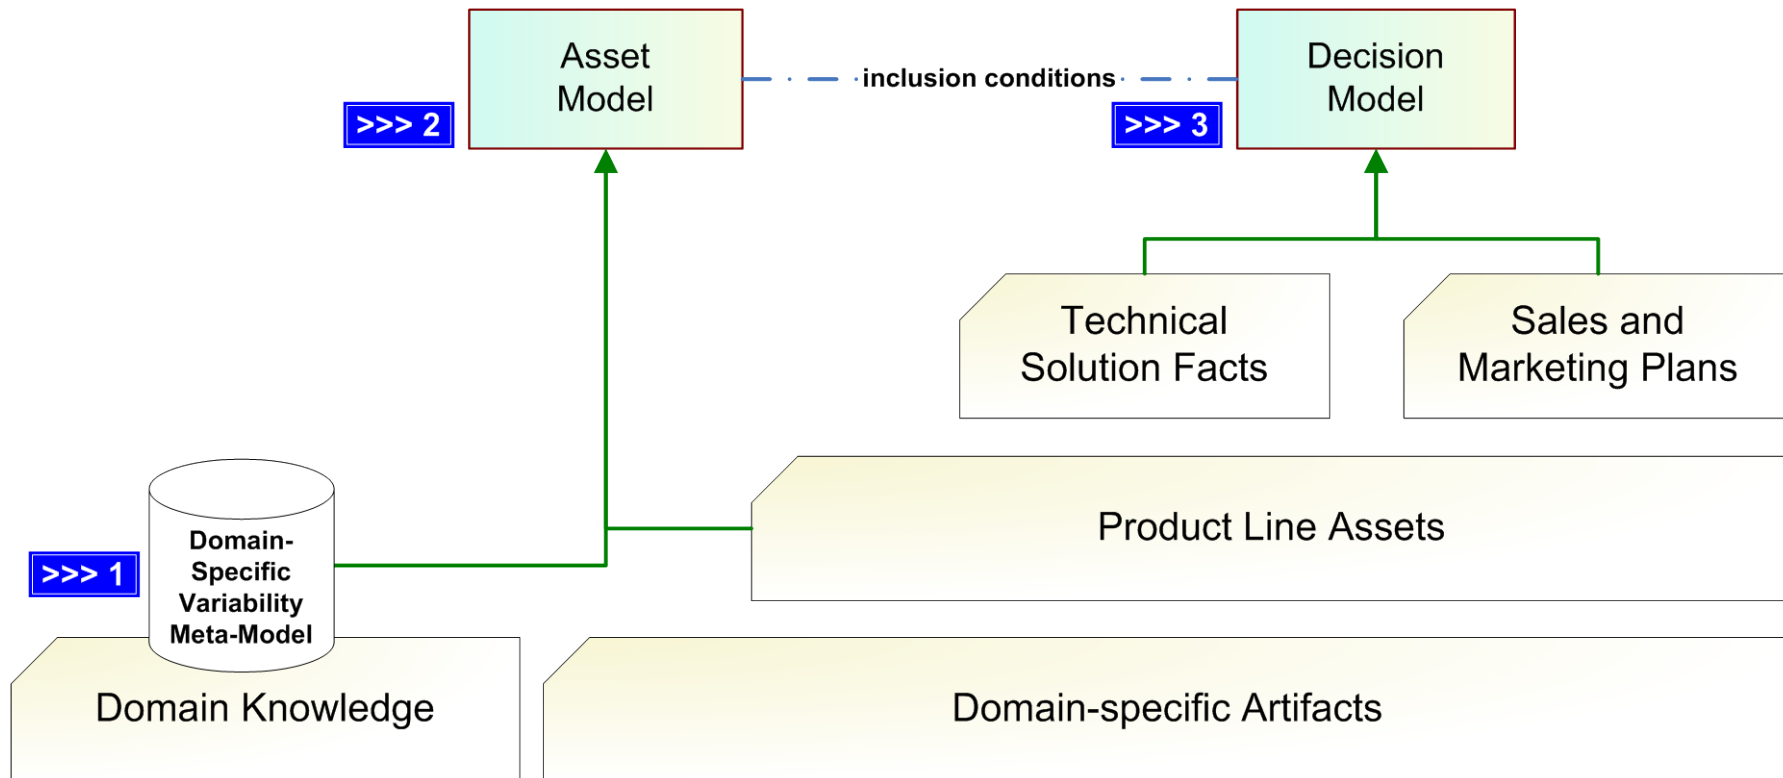 Asset
Model
inclusion conditions
Decision
Model
>>> 2
>>> 3
Technical
Solution Facts
Sales and
Marketing Plans
Product Line Assets
>>> 1
Domain-
Specific
Variability
Meta-Model
Domain Knowledge
Domain-specific Artifacts